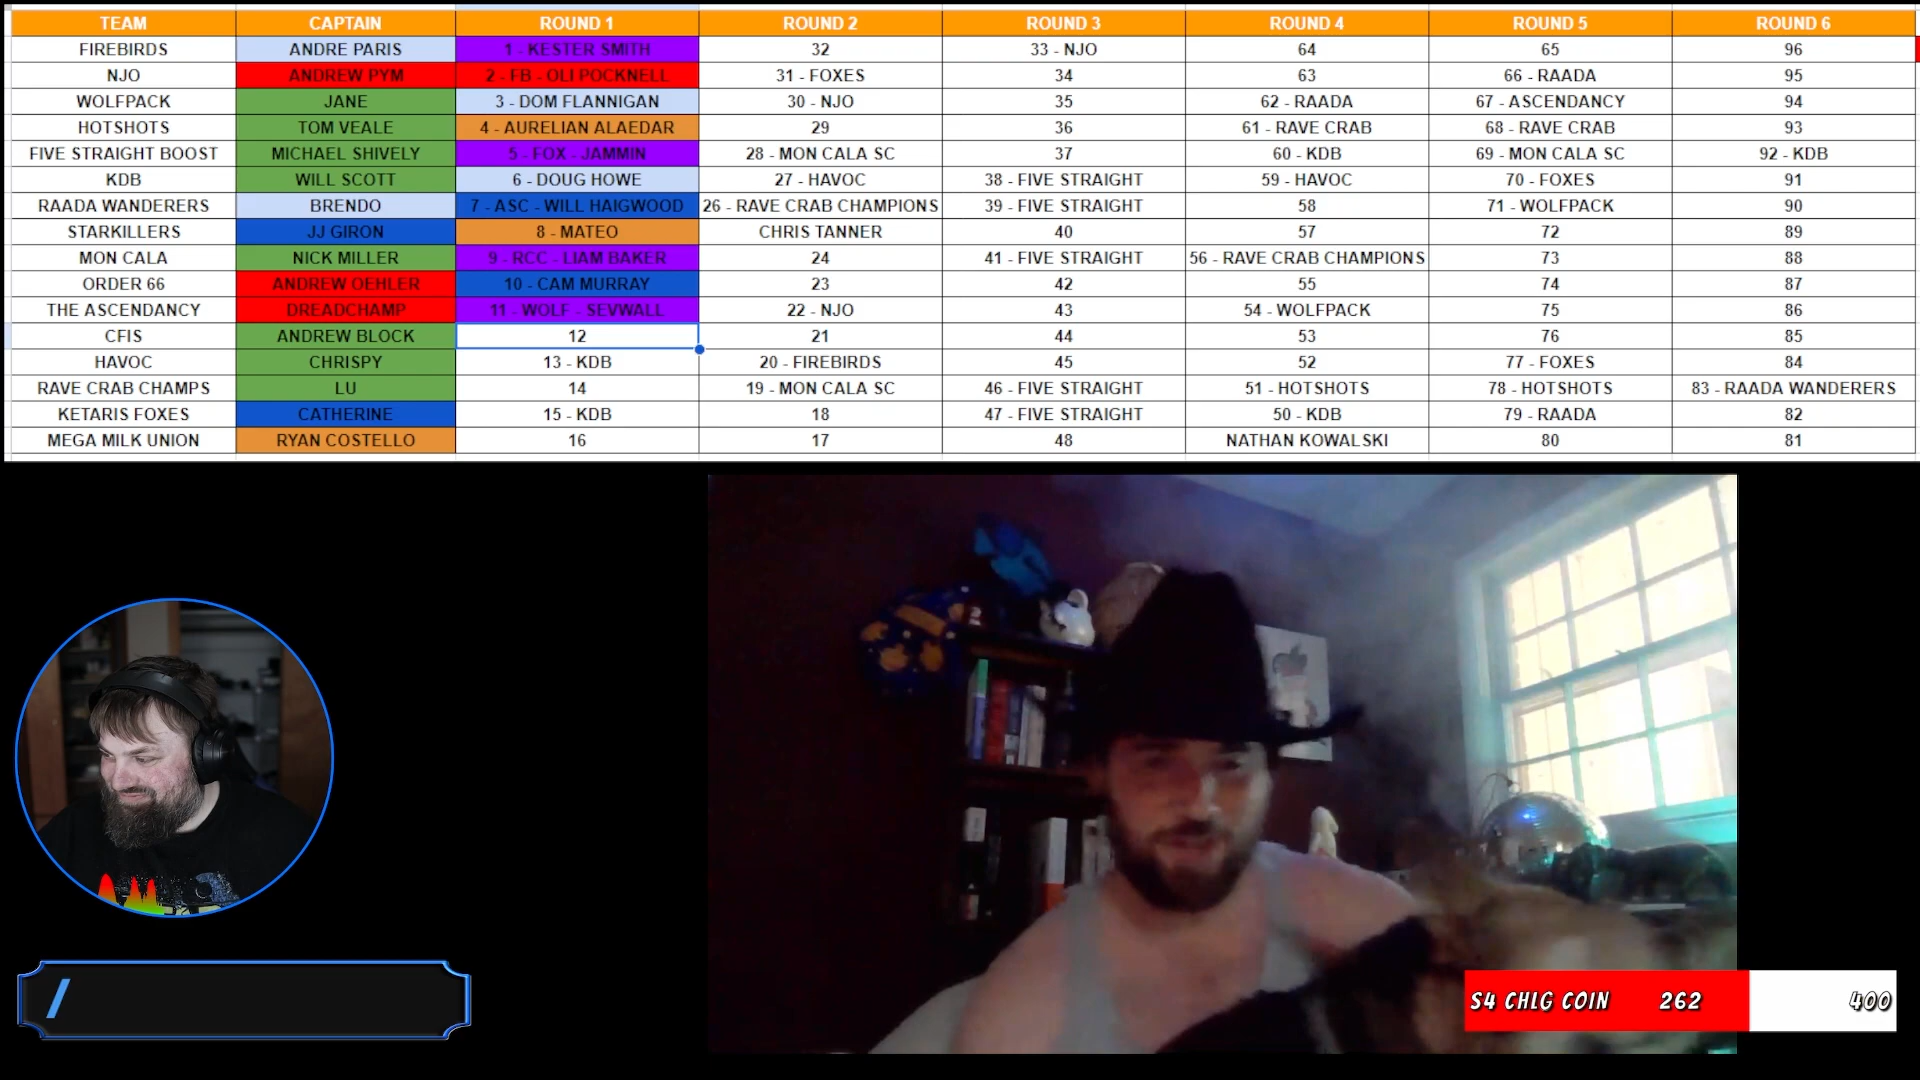 TEAM CAPTAIN ROUND 1 ROUND 2 ROUND 3 ROUND 4 ROUND 5 ROUND 6
FIREBIRDS ANDRE PARIS 1 - KESTER SMITH 32 33 - NJO 64 65 96
NJO ANDREW PYM 2 - FB - OLI POCKNELL 31 - FOXES 34 63 66 - RAADA 95
WOLFPACK JANE 3 - DOM FLANNIGAN 30 - NJO 35 62 - RAADA 67 - ASCENDANCY 94
HOTSHOTS TOM VEALE 4 - AURELIAN ALAEDAR 29 36 61 - RAVE CRAB 68 - RAVE CRAB 93
FIVE STRAIGHT BOOST MICHAEL SHIVELY 5 - FOX - JAMMIN 28 - MON CALA SC 37 60 - KDB 69 - MON CALA SC 92 - KDB
KDB WILL SCOTT 6 - DOUG HOWE 27 - HAVOC 38 - FIVE STRAIGHT 59 - HAVOC 70 - FOXES 91
RAADA WANDERERS BRENDO 7 - ASC - WILL HAIGWOOD 26 - RAVE CRAB CHAMPIONS 39 - FIVE STRAIGHT 58 71 - WOLFPACK 90
STARKILLERS JJ GIRON 8 - MATEO CHRIS TANNER 40 57 72 89
MON CALA NICK MILLER 9 - RCC - LIAM BAKER 24 41 - FIVE STRAIGHT 56 - RAVE CRAB CHAMPIONS 73 88
ORDER 66 ANDREW OEHLER 10 - CAM MURRAY 23 42 55 74 87
THE ASCENDANCY DREADCHAMP 11 - WOLF - SEVWALL 22 - NJO 43 54 - WOLFPACK 75 86
CFIS ANDREW BLOCK 12 21 44 53 76 85
HAVOC CHRISPY 13 - KDB 20 - FIREBIRDS 45 52 77 - FOXES 84
RAVE CRAB CHAMPS LU 14 19 - MON CALA SC 46 - FIVE STRAIGHT 51 - HOTSHOTS 78 - HOTSHOTS 83 - RAADA WANDERERS
KETARIS FOXES CATHERINE 15 - KDB 18 47 - FIVE STRAIGHT 50 - KDB 79 - RAADA 82
MEGA MILK UNION RYAN COSTELLO 16 17 48 NATHAN KOWALSKI 80 81
/
S4 CHLG COIN 262 400